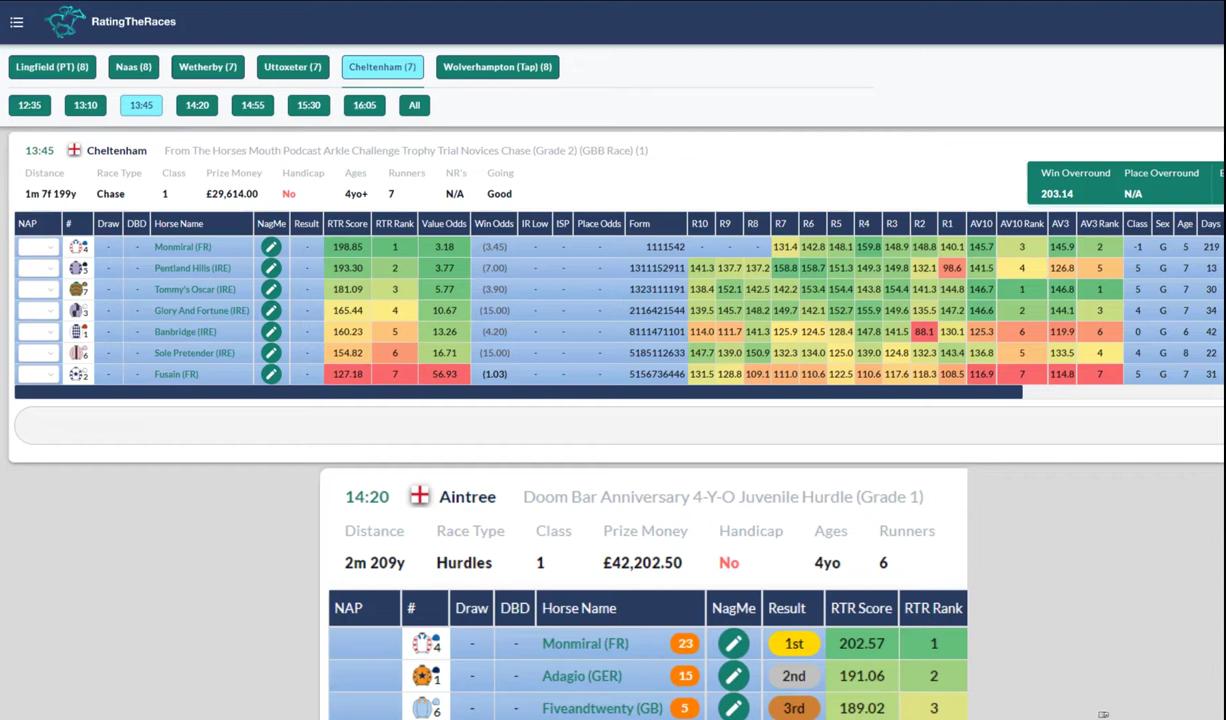 RatingTheRaces
Lingfield (PT) (8) Naas (8) Wetherby (7) Uttoxeter (7) Cheltenham (7) Wolverhampton (Tap) (8)
12:35 13:10 13:45 14:20 14:55 15:30 16:05 All
13:45 Cheltenham From The Horses Mouth Podcast Arkle Challenge Trophy Trial Novices Chase (Grade 2) (GBB Race) (1)
Distance Race Type Class Prize Money Handicap Ages Runners NR's Going Win Overround Place Overround
1m 7f 199y Chase 1 £29,614.00 No 4yo+ 7 N/A Good 203.14 N/A
NAP # Draw DBD Horse Name NagMe Result RTR Score RTR Rank Value Odds Win Odds IR Low ISP Place Odds Form R10 R9 R8 R7 R6 R5 R4 R3 R2 R1 AV10 AV10 Rank AV3 AV3 Rank Class Sex Age Days
4 - - Monmiral (FR) - 198.85 1 3.18 (3.45) - - - 1111542 - - - 131.4 142.8 148.1 159.8 148.9 148.8 140.1 145.7 3 145.9 2 -1 G 5 219
5 - - Pentland Hills (IRE) - 193.30 2 3.77 (7.00) - - - 1311152911 141.3 137.7 137.2 158.8 158.7 151.3 149.3 149.8 132.1 98.6 141.5 4 126.8 5 5 G 7 13
7 - - Tommy's Oscar (IRE) - 181.09 3 5.77 (3.90) - - - 1323111191 138.4 152.1 142.5 142.2 153.4 154.4 153.8 141.3 144.8 147.6 1 146.8 1 5 G 7 30
3 - - Glory And Fortune (IRE) - 165.44 4 10.67 (15.00) - - - 2116421544 139.5 145.7 148.2 149.7 142.1 152.7 157.5 149.3 135.5 147.2 146.6 2 144.1 3 4 G 7 34
1 - - Banbridge (IRE) - 160.23 5 13.26 (4.20) - - - 8111471101 114.0 111.7 141.3 125.9 124.5 128.4 147.8 141.5 88.1 130.1 125.3 6 119.9 6 0 G 6 42
6 - - Sole Pretender (IRE) - 154.82 6 16.71 (15.00) - - - 5185112633 147.7 139.0 150.9 132.3 134.0 125.0 139.0 124.8 132.3 143.4 136.8 5 133.5 4 4 G 8 22
2 - - Fusain (FR) - 127.18 7 56.93 (1.03) - - - 5156736446 131.5 128.8 109.1 111.0 110.6 122.5 110.6 117.6 118.3 108.5 116.9 7 114.8 7 5 G 7 31
14:20 Aintree Doom Bar Anniversary 4-Y-O Juvenile Hurdle (Grade 1)
Distance Race Type Class Prize Money Handicap Ages Runners
2m 209y Hurdles 1 £42,202.50 No 4yo 6
NAP # Draw DBD Horse Name NagMe Result RTR Score RTR Rank
4 - - Monmiral (FR) 23 1st 202.57 1
1 - - Adagio (GER) 15 2nd 191.06 2
6 - - Fiveandtwenty (GB) 5 3rd 189.02 3